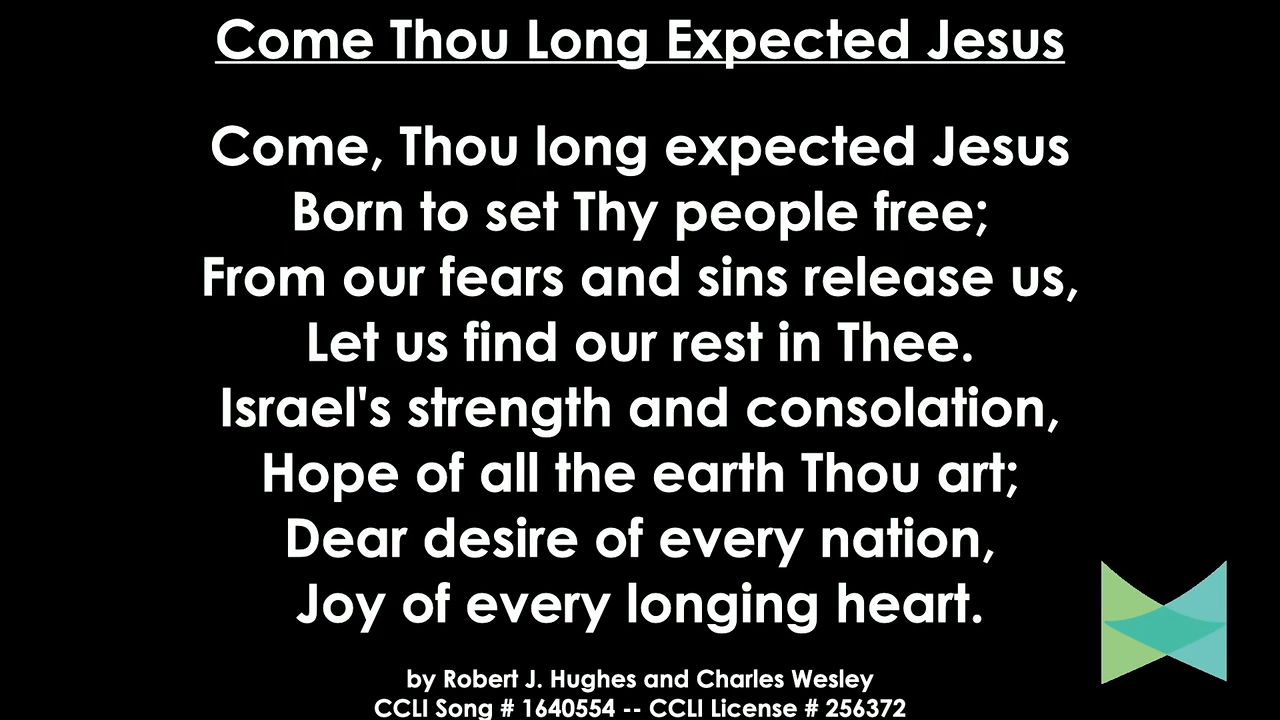 Come Thou Long Expected Jesus
Come, Thou long expected Jesus
Born to set Thy people free;
From our fears and sins release us,
Let us find our rest in Thee.
Israel's strength and consolation,
Hope of all the earth Thou art;
Dear desire of every nation,
Joy of every longing heart.
by Robert J. Hughes and Charles Wesley
CCLI Song # 1640554 -- CCLI License # 256372